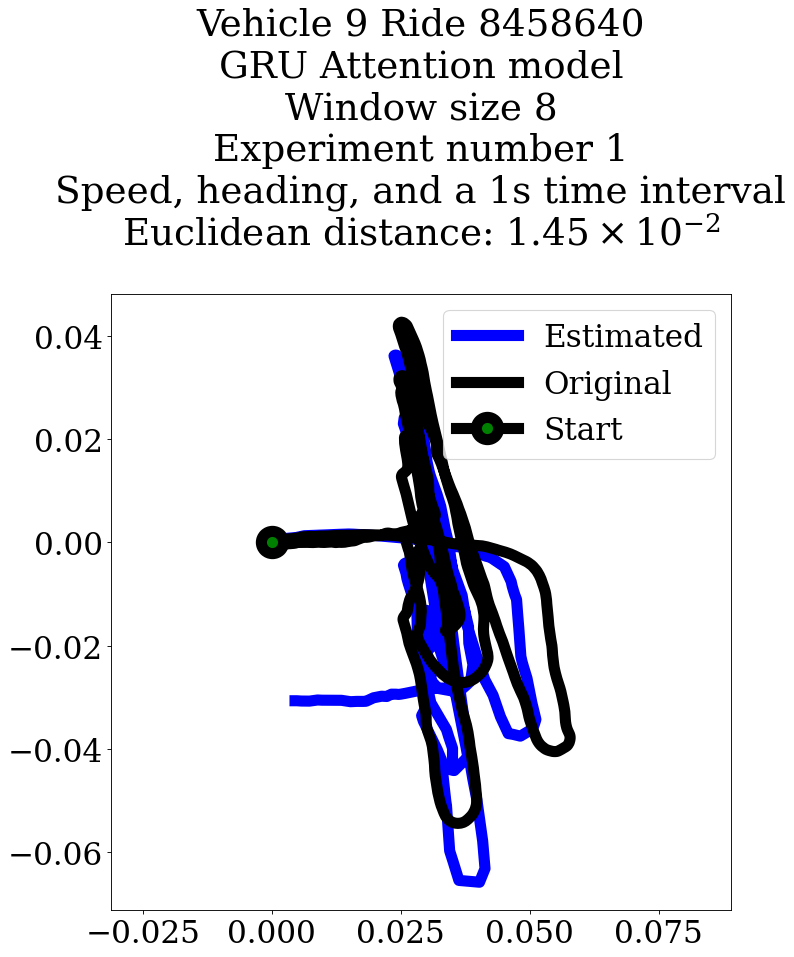 Vehicle 9 Ride 8458640
GRU Attention model
Window size 8
Experiment number 1
Speed, heading, and a 1s time interval
Euclidean distance: 1.45 × 10⁻²
Estimated
Original
Start
0.04
0.02
0.00
−0.02
−0.04
−0.06
−0.025 0.000 0.025 0.050 0.075